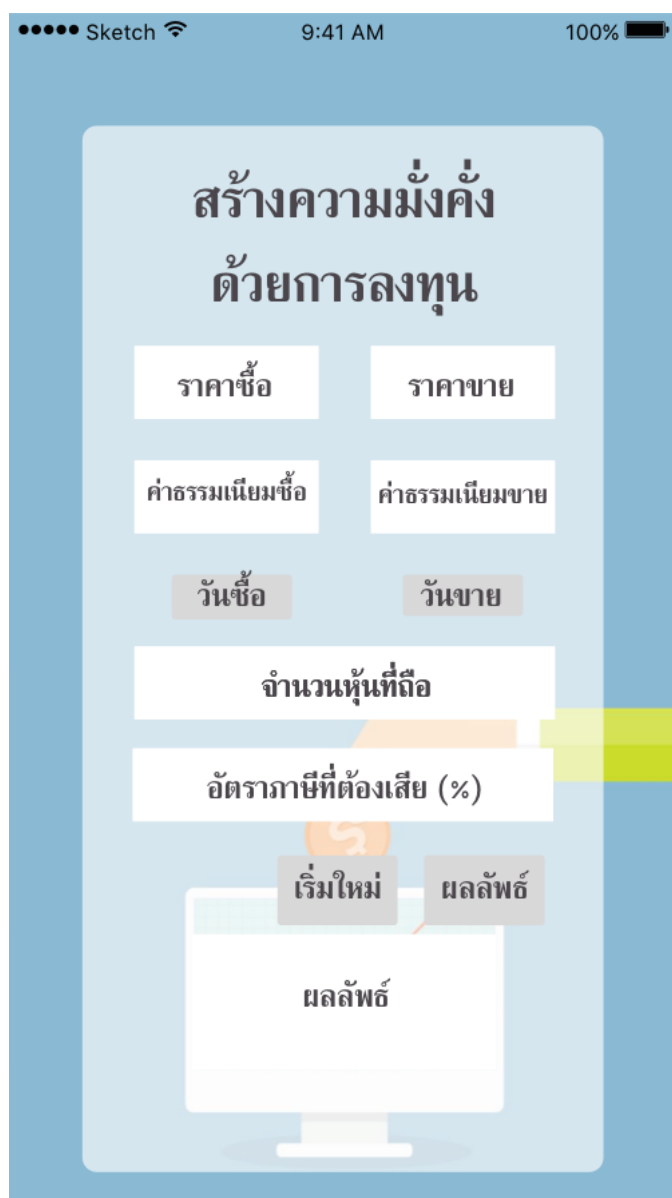 Sketch 9:41 AM 100%
สร้างความมั่งคั่ง
ด้วยการลงทุน
ราคาซื้อ ราคาขาย
ค่าธรรมเนียมซื้อ ค่าธรรมเนียมขาย
วันซื้อ วันขาย
จำนวนหุ้นที่ถือ
อัตราภาษีที่ต้องเสีย (%)
เริ่มใหม่ ผลลัพธ์
ผลลัพธ์